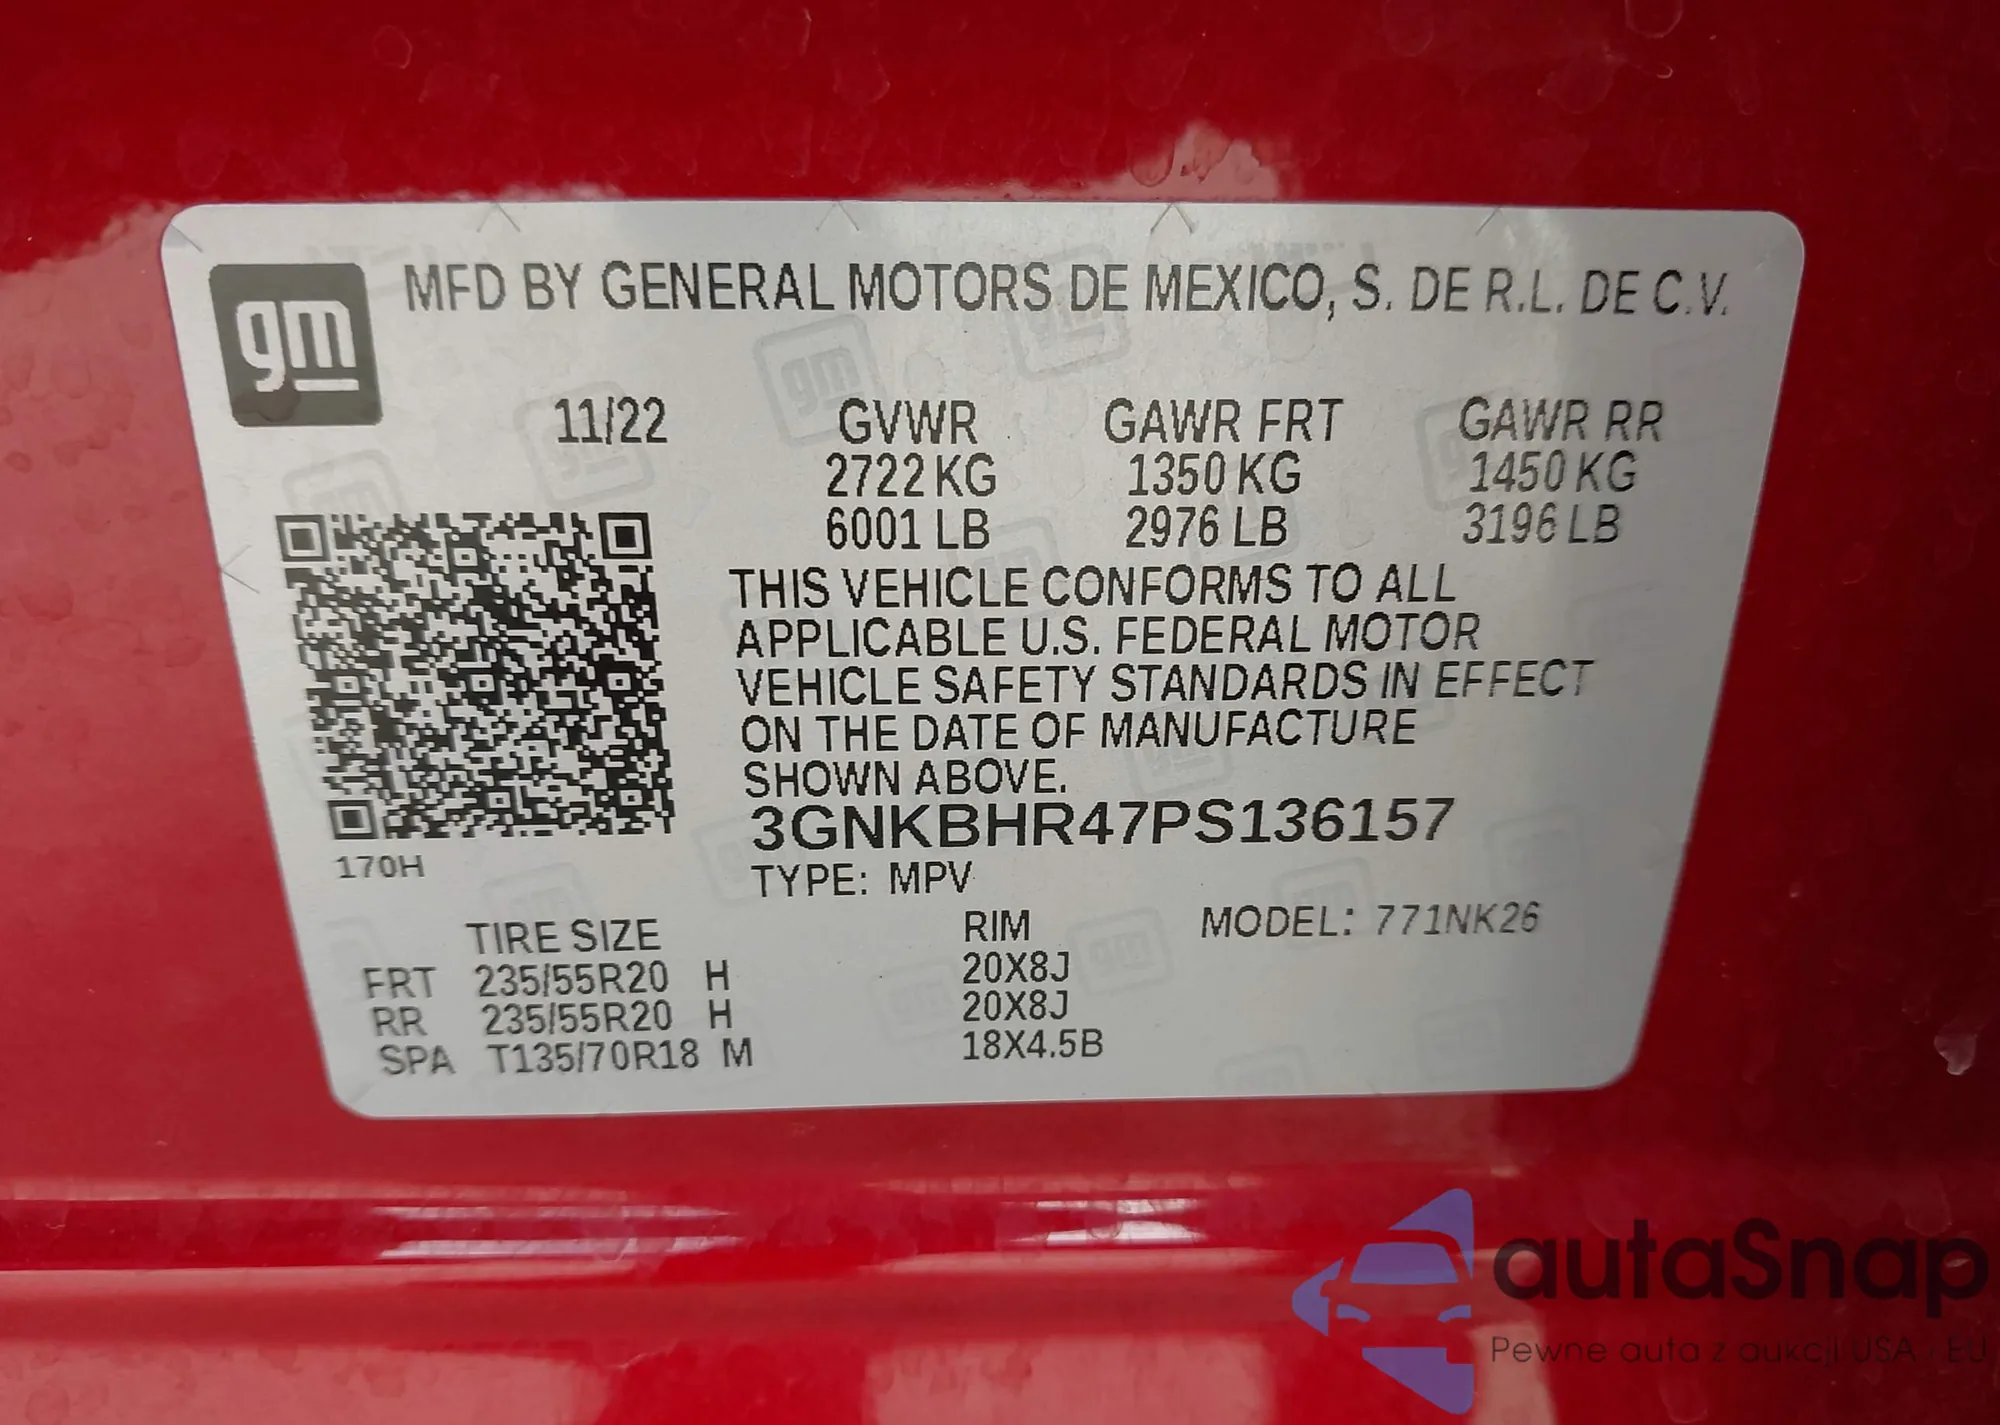 gm
MFD BY GENERAL MOTORS DE MEXICO, S. DE R.L. DE C.V.
11/22 GVWR GAWR FRT GAWR RR
2722 KG 1350 KG 1450 KG
6001 LB 2976 LB 3196 LB
THIS VEHICLE CONFORMS TO ALL
APPLICABLE U.S. FEDERAL MOTOR
VEHICLE SAFETY STANDARDS IN EFFECT
ON THE DATE OF MANUFACTURE
SHOWN ABOVE.
3GNKBHR47PS136157
170H
TYPE: MPV
TIRE SIZE RIM MODEL: 771NK26
FRT 235/55R20 H 20X8J
RR 235/55R20 H 20X8J
SPA T135/70R18 M 18X4.5B
autaSnap
Pewne auta z aukcji USA - EU